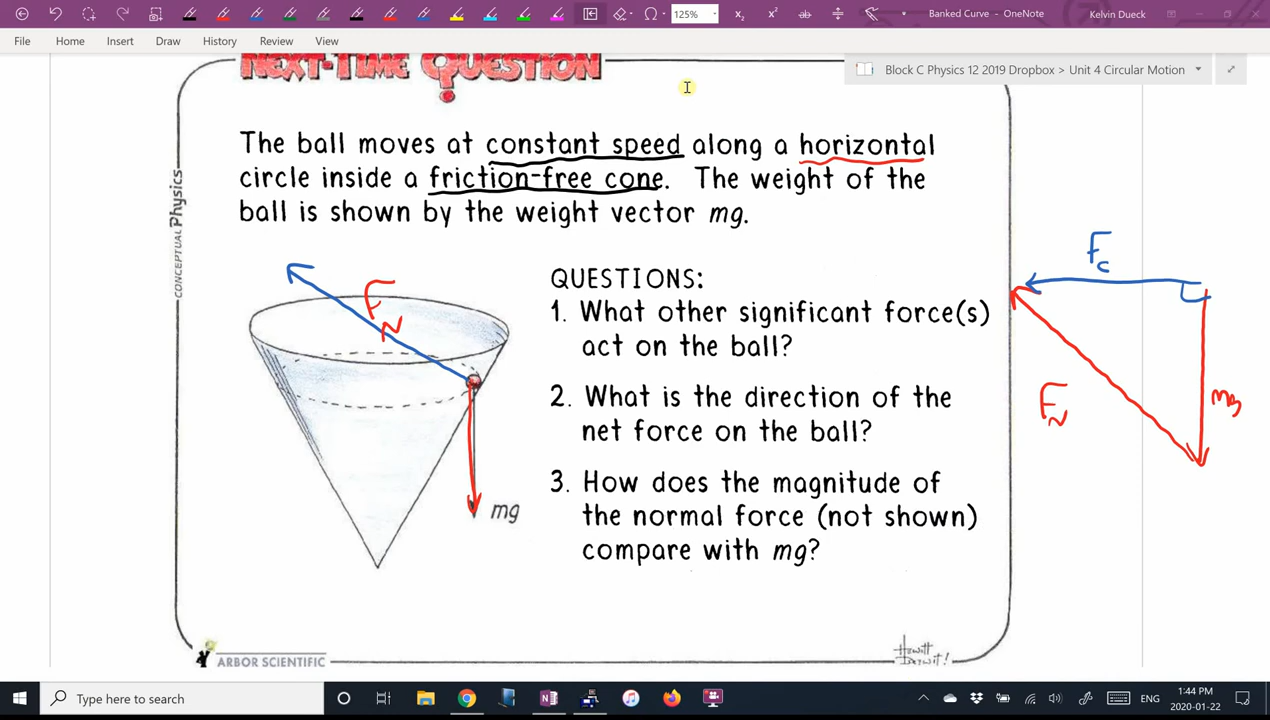 125%
x₂
x²
ab
Banked Curve - OneNote
Kelvin Dueck
File Home Insert Draw History Review View
Block C Physics 12 2019 Dropbox > Unit 4 Circular Motion
NEXT-TIME QUESTION
CONCEPTUAL Physics
The ball moves at constant speed along a horizontal
circle inside a friction-free cone. The weight of the
ball is shown by the weight vector mg.
FN
mg
QUESTIONS:
1. What other significant force(s)
act on the ball?
2. What is the direction of the
net force on the ball?
3. How does the magnitude of
the normal force (not shown)
compare with mg?
Fc
FN
mg
ARBOR SCIENTIFIC
Hewitt
Drewit!
Type here to search
ENG
1:44 PM
2020-01-22